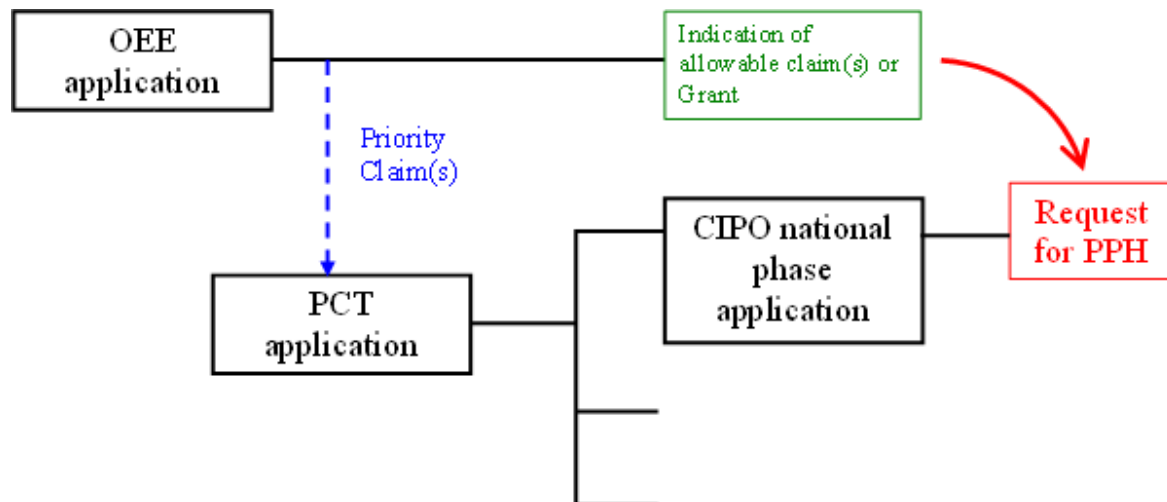 OEE
application
Indication of
allowable claim(s) or
Grant
Priority
Claim(s)
CIPO national
phase
application
Request
for PPH
PCT
application